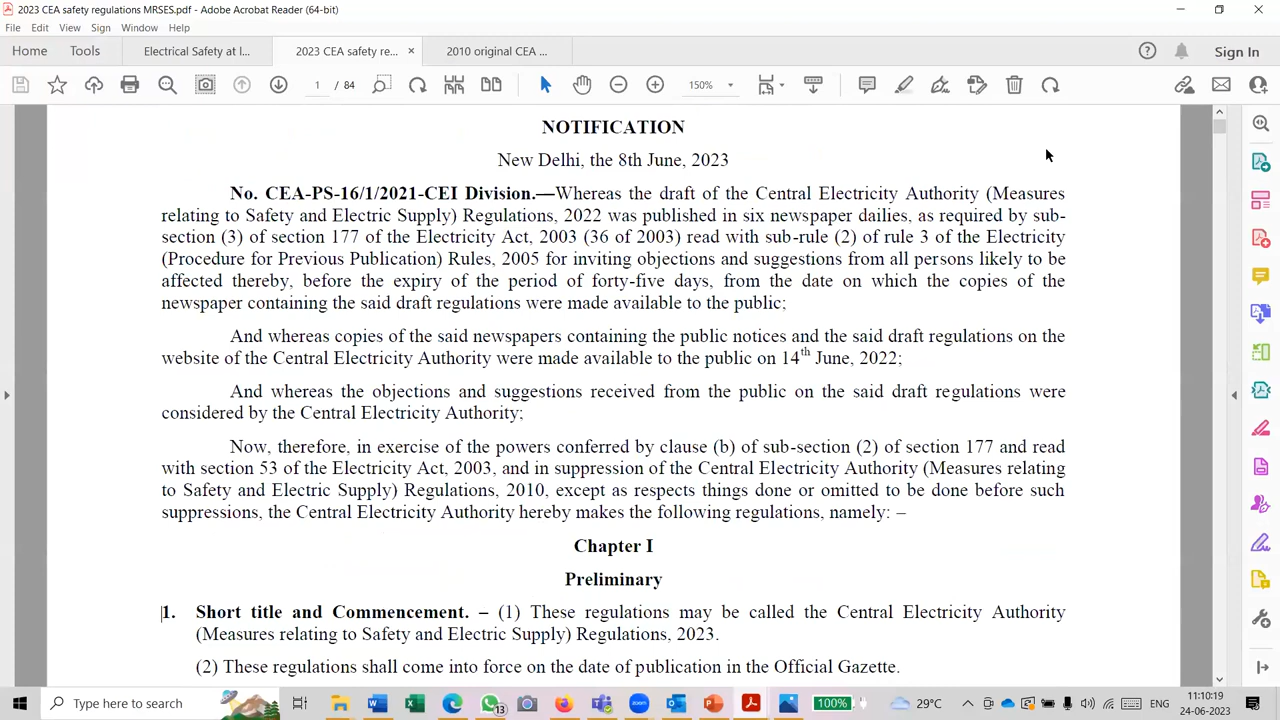 2023 CEA safety regulations MRSES.pdf - Adobe Acrobat Reader (64-bit)
File Edit View Sign Window Help
Home Tools Electrical Safety at I... 2023 CEA safety re... × 2010 original CEA ... Sign In
1 / 84 150%
NOTIFICATION
New Delhi, the 8th June, 2023
No. CEA-PS-16/1/2021-CEI Division.—Whereas the draft of the Central Electricity Authority (Measures
relating to Safety and Electric Supply) Regulations, 2022 was published in six newspaper dailies, as required by sub-
section (3) of section 177 of the Electricity Act, 2003 (36 of 2003) read with sub-rule (2) of rule 3 of the Electricity
(Procedure for Previous Publication) Rules, 2005 for inviting objections and suggestions from all persons likely to be
affected thereby, before the expiry of the period of forty-five days, from the date on which the copies of the
newspaper containing the said draft regulations were made available to the public;
And whereas copies of the said newspapers containing the public notices and the said draft regulations on the
website of the Central Electricity Authority were made available to the public on 14th June, 2022;
And whereas the objections and suggestions received from the public on the said draft regulations were
considered by the Central Electricity Authority;
Now, therefore, in exercise of the powers conferred by clause (b) of sub-section (2) of section 177 and read
with section 53 of the Electricity Act, 2003, and in suppression of the Central Electricity Authority (Measures relating
to Safety and Electric Supply) Regulations, 2010, except as respects things done or omitted to be done before such
suppressions, the Central Electricity Authority hereby makes the following regulations, namely: –
Chapter I
Preliminary
1. Short title and Commencement. – (1) These regulations may be called the Central Electricity Authority
(Measures relating to Safety and Electric Supply) Regulations, 2023.
(2) These regulations shall come into force on the date of publication in the Official Gazette.
Type here to search 13 zoom 100% 29°C ENG 11:10:19
24-06-2023